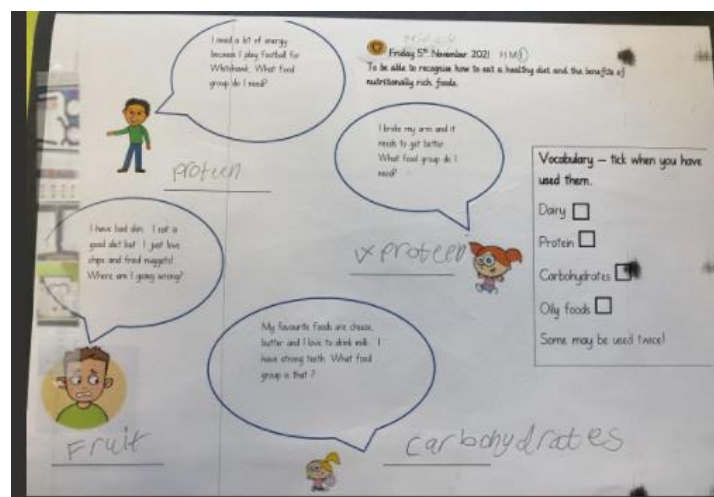 I need a lot of energy
because I play football for
Whitehawk. What food
group do I need?
Friday 5th November 2021 HM
To be able to recognise how to eat a healthy diet and the benefits of
nutritionally rich foods.
proteen
I broke my arm and it
needs to get better.
What food group do I
need?
x proteen
Vocabulary – tick when you have
used them.
Dairy
Protein
Carbohydrates
Oily foods
Some may be used twice!
I have bad skin. I eat a
good diet but I just love
chips and fried nuggets!
Where am I going wrong?
Fruit
My favourite foods are cheese,
butter and I love to drink milk. I
have strong teeth. What food
group is that ?
carbohydrates